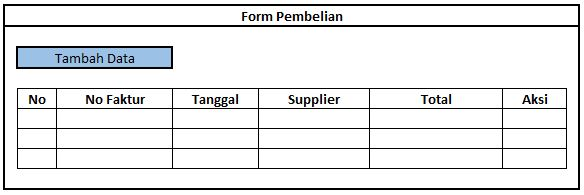 Form Pembelian
Tambah Data
No No Faktur Tanggal Supplier Total Aksi